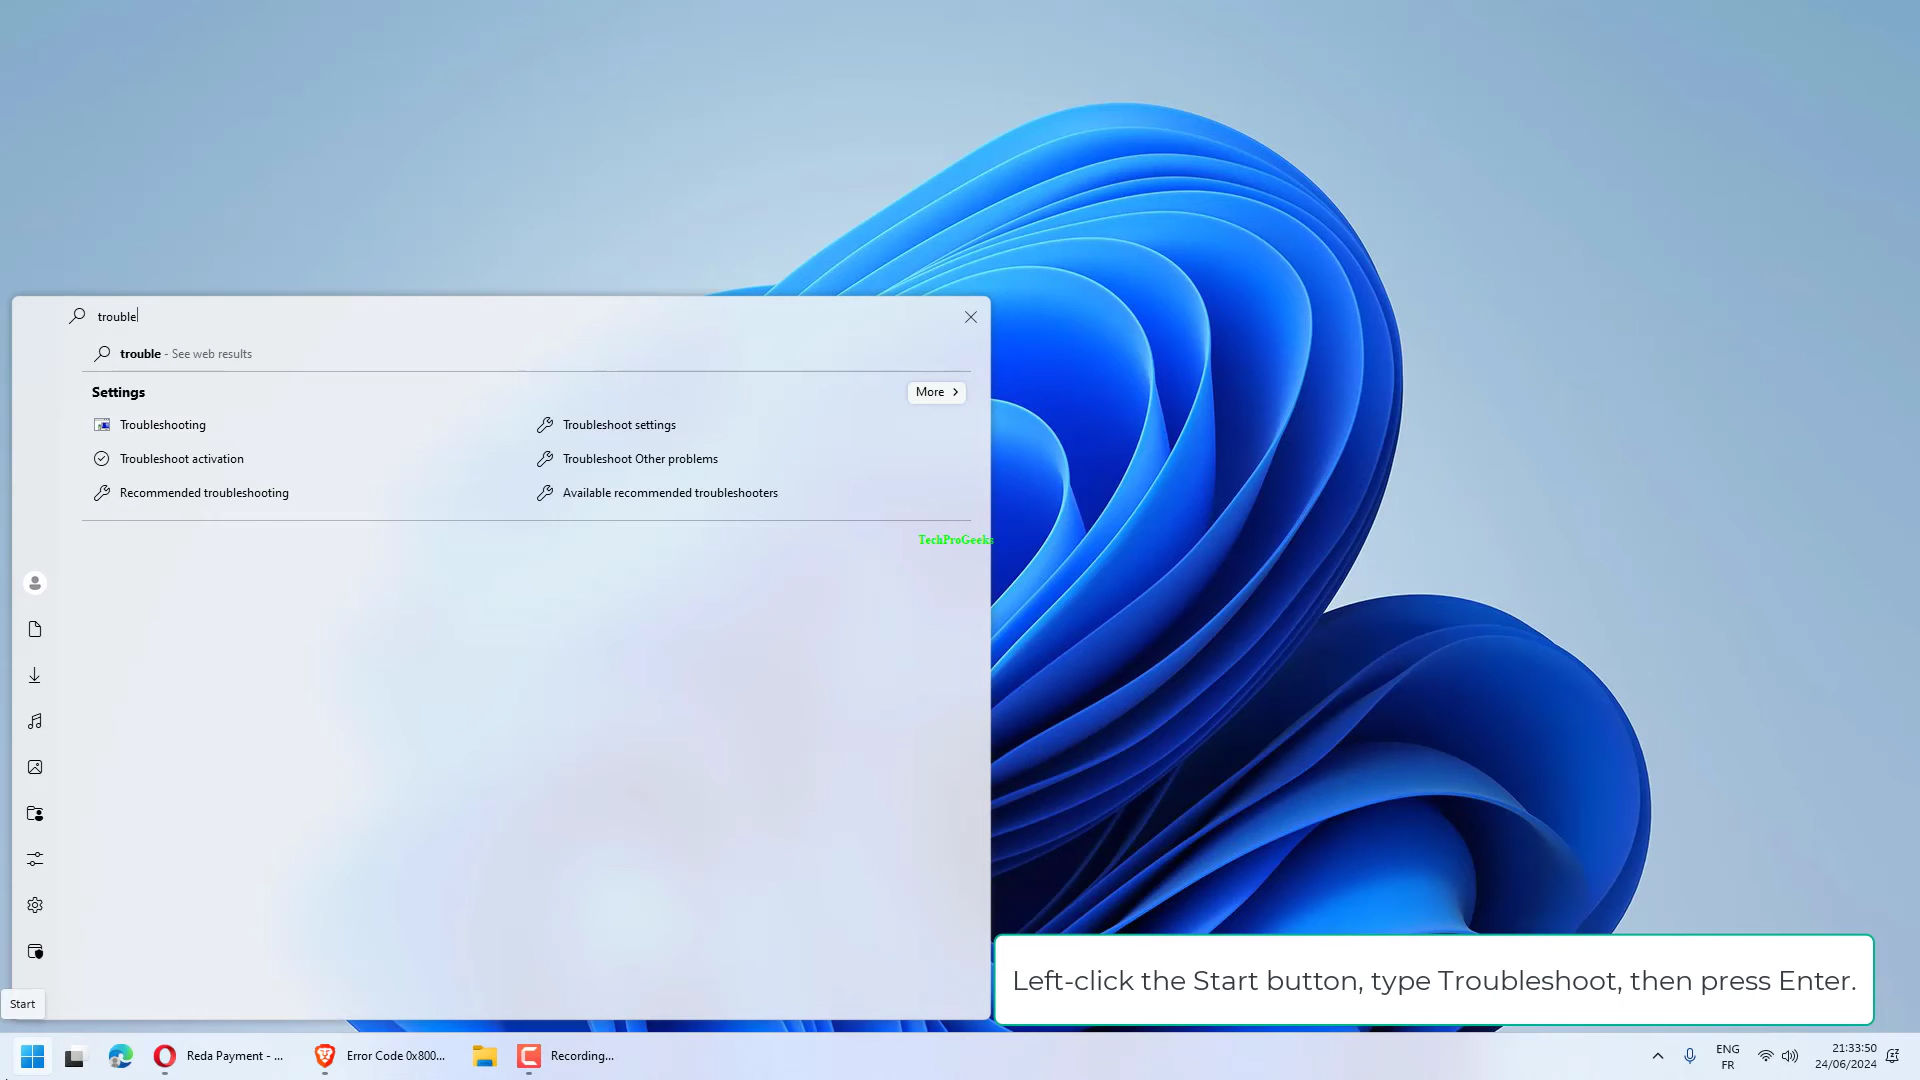 trouble
trouble - See web results
Settings
More
Troubleshooting
Troubleshoot settings
Troubleshoot activation
Troubleshoot Other problems
Recommended troubleshooting
Available recommended troubleshooters
TechProGeeks
Left-click the Start button, type Troubleshoot, then press Enter.
Start
Reda Payment - ...
Error Code 0x800...
Recording...
ENG
FR
21:33:50
24/06/2024